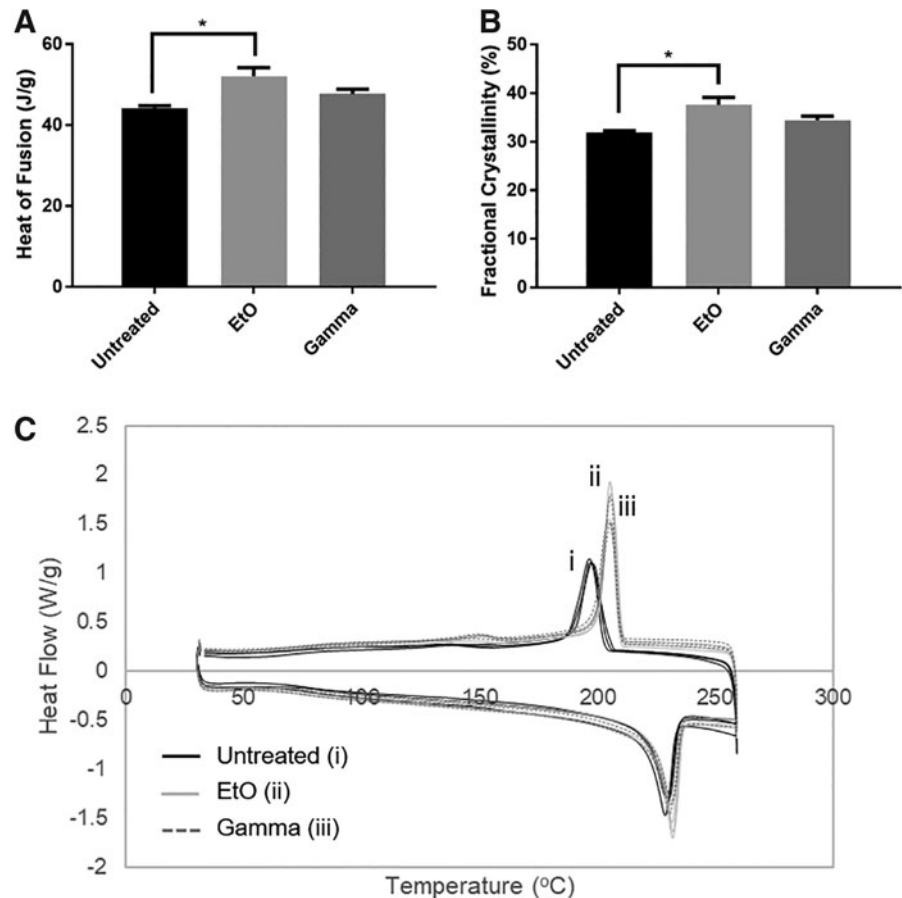 A
Heat of Fusion (J/g)
60
40
20
0
*
Untreated
EtO
Gamma
B
Fractional Crystallinity (%)
50
40
30
20
10
0
*
Untreated
EtO
Gamma
C
Heat Flow (W/g)
2.5
2
1.5
1
0.5
0
-0.5
-1
-1.5
-2
i
ii
iii
0 50 100 150 200 250 300
Untreated (i)
EtO (ii)
Gamma (iii)
Temperature (ºC)